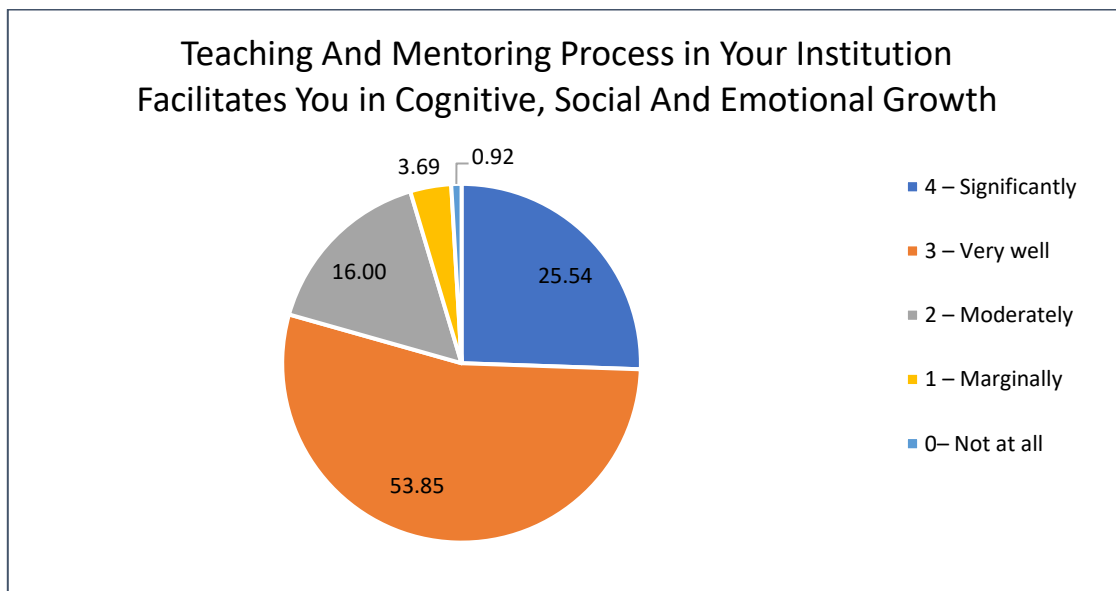 Teaching And Mentoring Process in Your Institution
Facilitates You in Cognitive, Social And Emotional Growth
0.92
3.69
25.54
16.00
53.85
4 – Significantly
3 – Very well
2 – Moderately
1 – Marginally
0– Not at all